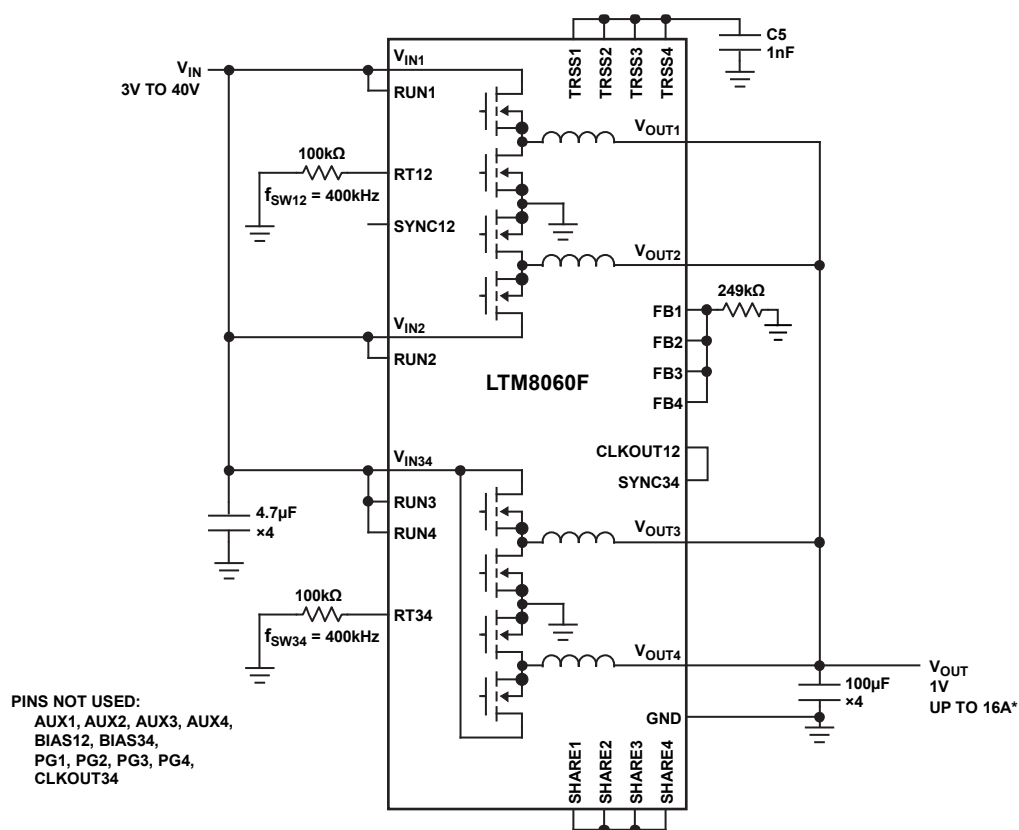 TRSS1
TRSS2
TRSS3
TRSS4
C5
1nF
VIN
3V TO 40V
VIN1
RUN1
VOUT1
100kΩ
RT12
fSW12 = 400kHz
SYNC12
VOUT2
249kΩ
FB1
FB2
FB3
FB4
VIN2
RUN2
LTM8060F
CLKOUT12
SYNC34
VIN34
RUN3
RUN4
4.7µF
×4
VOUT3
100kΩ
RT34
fSW34 = 400kHz
VOUT4
VOUT
1V
UP TO 16A*
100µF
×4
GND
PINS NOT USED:
AUX1, AUX2, AUX3, AUX4,
BIAS12, BIAS34,
PG1, PG2, PG3, PG4,
CLKOUT34
SHARE1
SHARE2
SHARE3
SHARE4